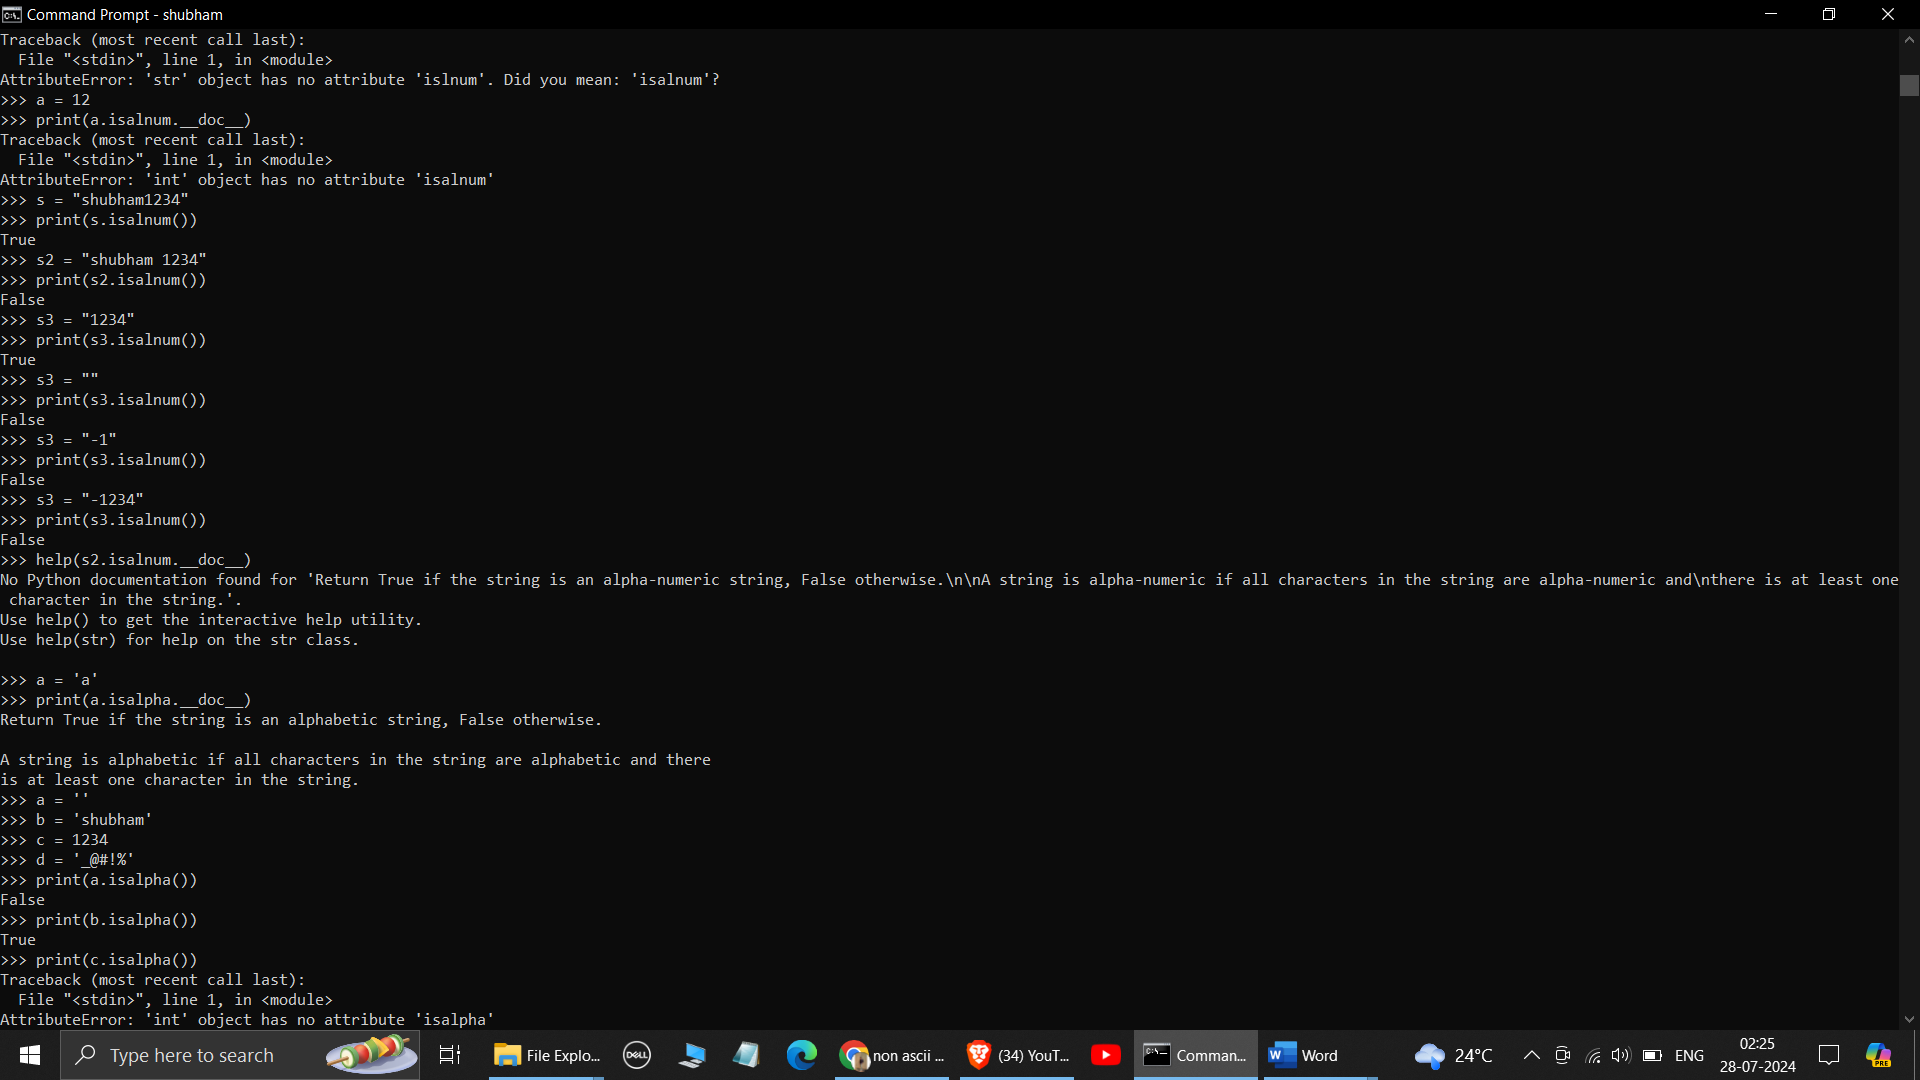 Command Prompt - shubham
Traceback (most recent call last):
  File "<stdin>", line 1, in <module>
AttributeError: 'str' object has no attribute 'islnum'. Did you mean: 'isalnum'?
>>> a = 12
>>> print(a.isalnum.__doc__)
Traceback (most recent call last):
  File "<stdin>", line 1, in <module>
AttributeError: 'int' object has no attribute 'isalnum'
>>> s = "shubham1234"
>>> print(s.isalnum())
True
>>> s2 = "shubham 1234"
>>> print(s2.isalnum())
False
>>> s3 = "1234"
>>> print(s3.isalnum())
True
>>> s3 = ""
>>> print(s3.isalnum())
False
>>> s3 = "-1"
>>> print(s3.isalnum())
False
>>> s3 = "-1234"
>>> print(s3.isalnum())
False
>>> help(s2.isalnum.__doc__)
No Python documentation found for 'Return True if the string is an alpha-numeric string, False otherwise.\n\nA string is alpha-numeric if all characters in the string are alpha-numeric and\nthere is at least one
 character in the string.'.
Use help() to get the interactive help utility.
Use help(str) for help on the str class.

>>> a = 'a'
>>> print(a.isalpha.__doc__)
Return True if the string is an alphabetic string, False otherwise.

A string is alphabetic if all characters in the string are alphabetic and there
is at least one character in the string.
>>> a = ''
>>> b = 'shubham'
>>> c = 1234
>>> d = '_@#!%'
>>> print(a.isalpha())
False
>>> print(b.isalpha())
True
>>> print(c.isalpha())
Traceback (most recent call last):
  File "<stdin>", line 1, in <module>
AttributeError: 'int' object has no attribute 'isalpha'
Type here to search File Explo... DELL non ascii ... (34) YouT... Comman... Word 24°C ENG 02:25 PRE
28-07-2024